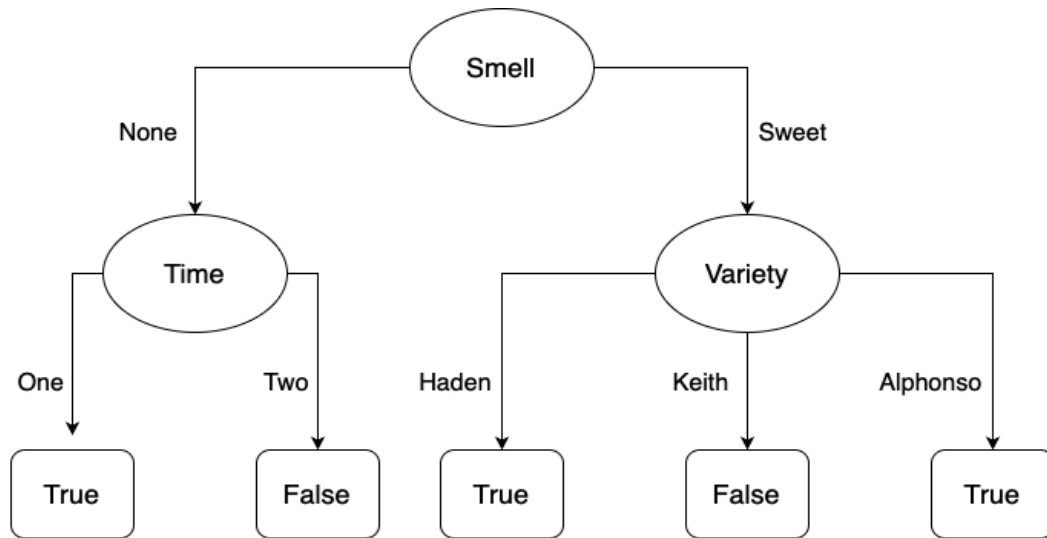 Smell
None
Sweet
Time
Variety
One
Two
Haden
Keith
Alphonso
True
False
True
False
True